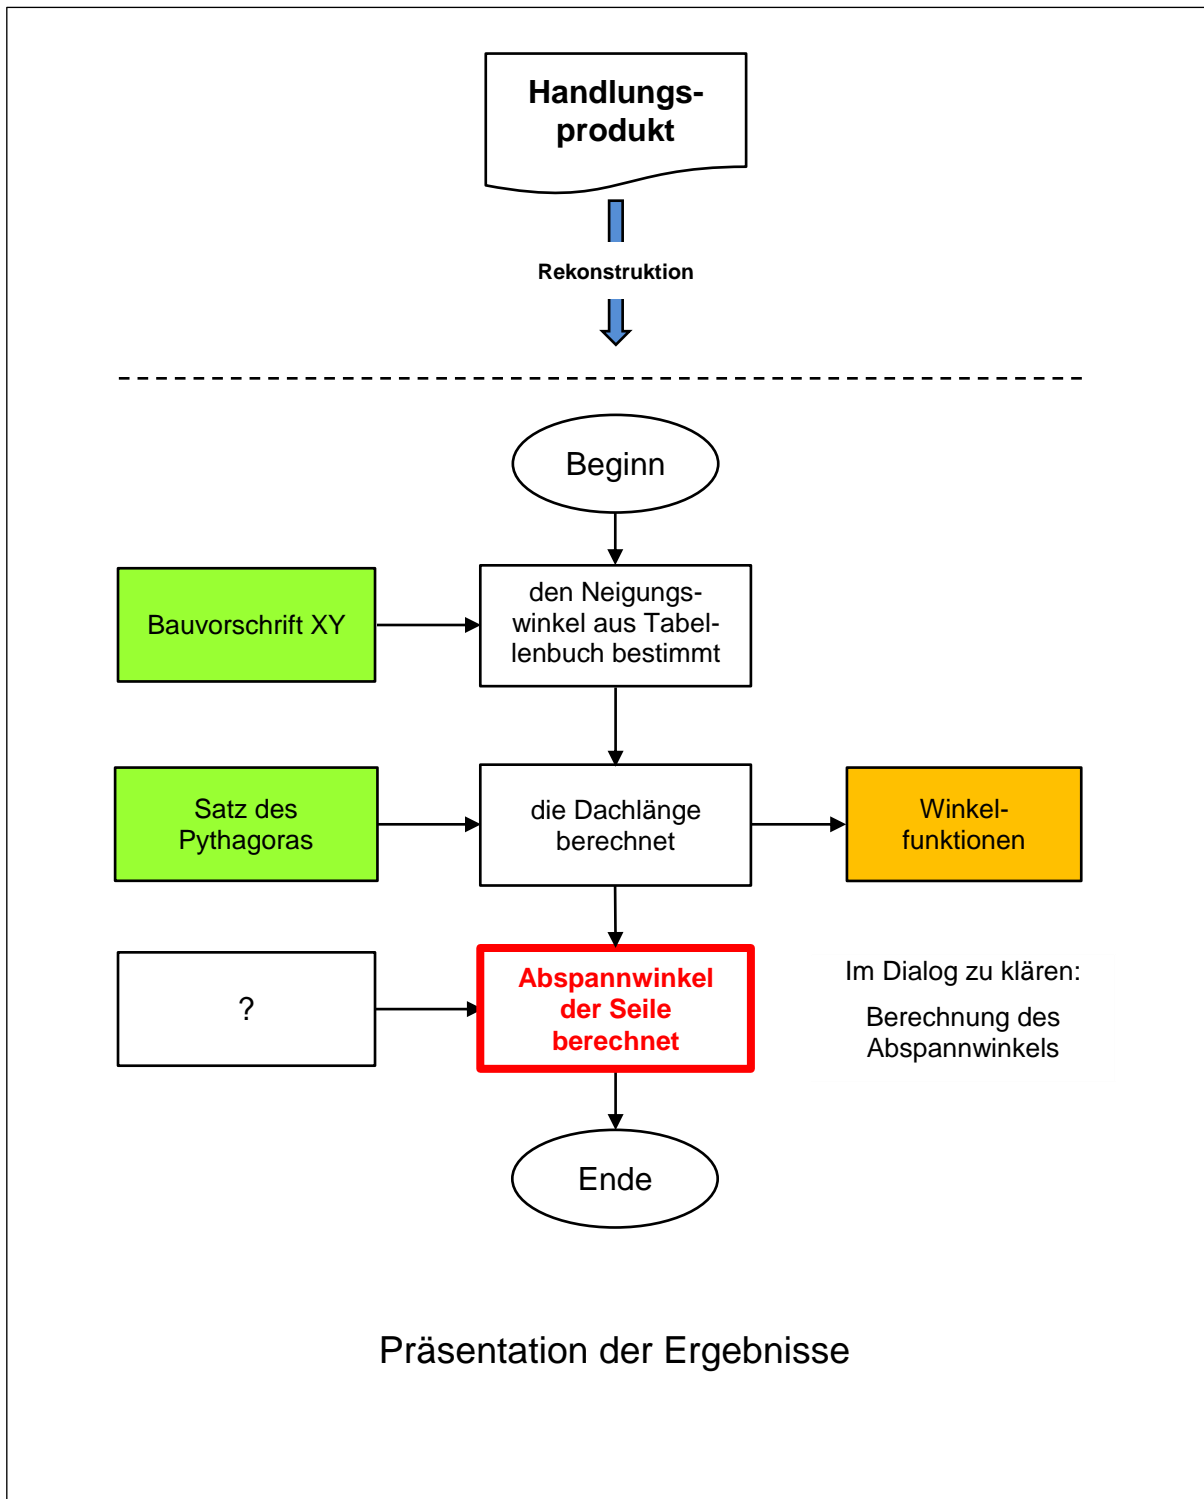 Handlungs-
produkt
Rekonstruktion
Beginn
Bauvorschrift XY
den Neigungs-
winkel aus Tabel-
lenbuch bestimmt
Satz des
Pythagoras
die Dachlänge
berechnet
Winkel-
funktionen
?
Abspannwinkel
der Seile
berechnet
Im Dialog zu klären:
Berechnung des
Abspannwinkels
Ende
Präsentation der Ergebnisse